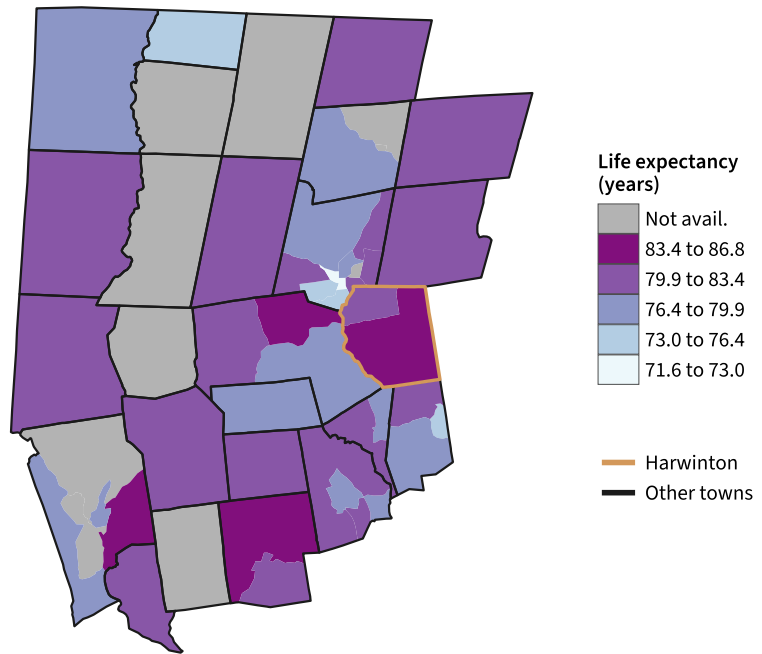 Life expectancy
(years)
Not avail.
83.4 to 86.8
79.9 to 83.4
76.4 to 79.9
73.0 to 76.4
71.6 to 73.0
Harwinton
Other towns